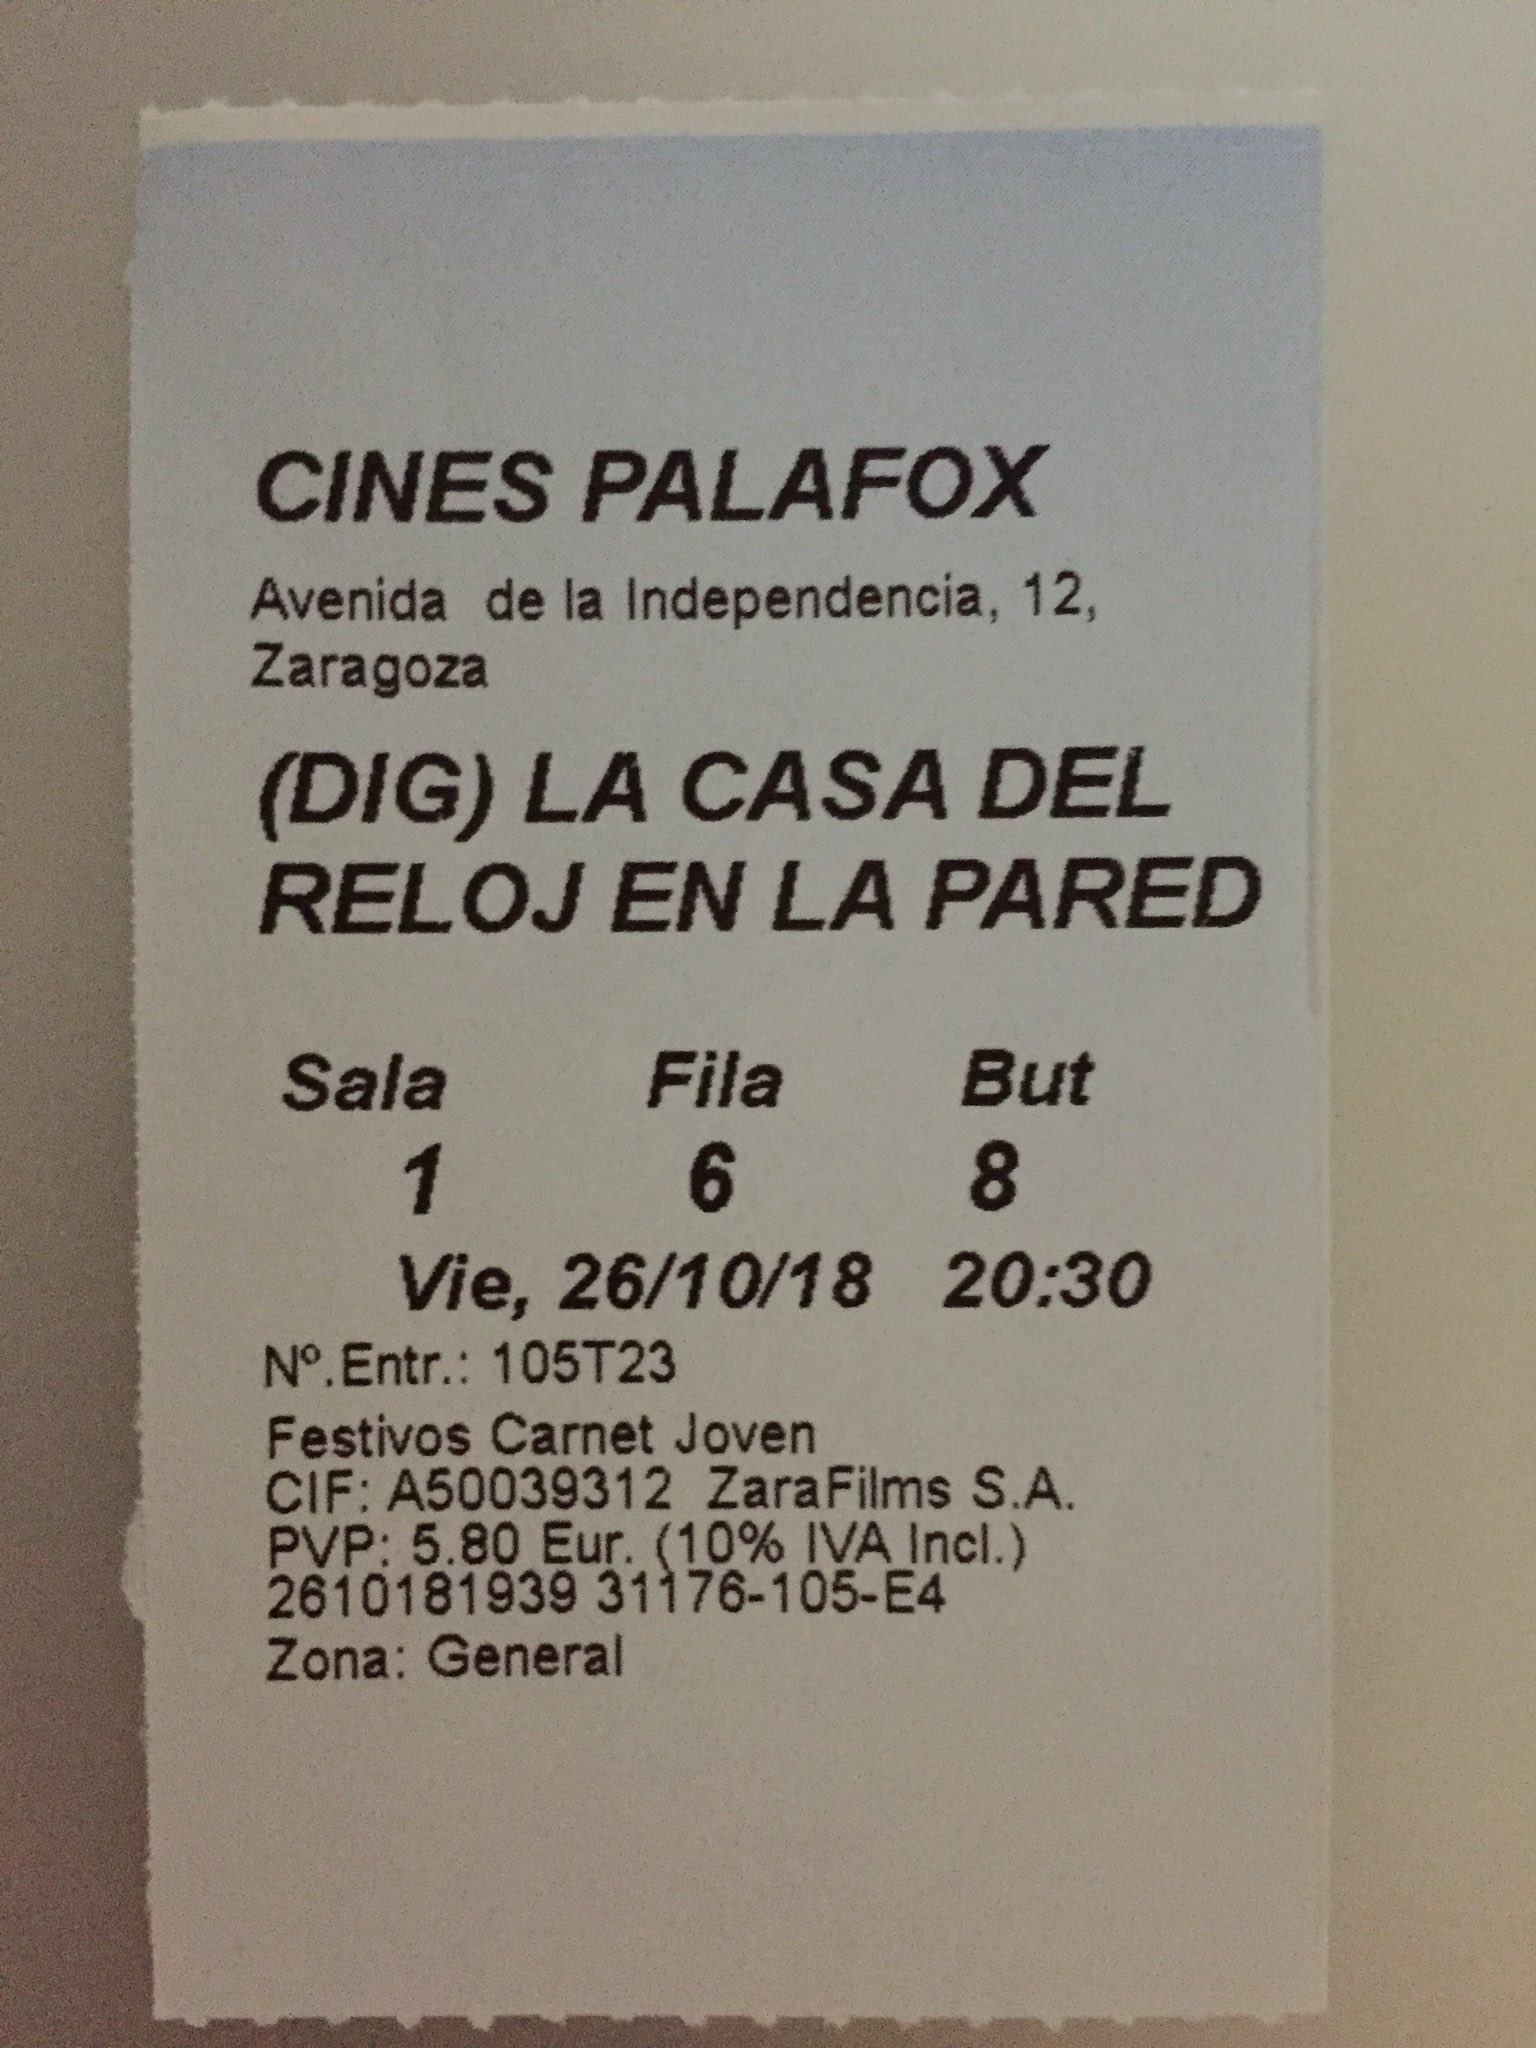 CINES PALAFOX
Avenida de la Independencia, 12,
Zaragoza
(DIG) LA CASA DEL
RELOJ EN LA PARED
Sala Fila But
1 6 8
Vie, 26/10/18 20:30
Nº.Entr.: 105T23
Festivos Carnet Joven
CIF: A50039312 ZaraFilms S.A.
PVP: 5.80 Eur. (10% IVA Incl.)
2610181939 31176-105-E4
Zona: General